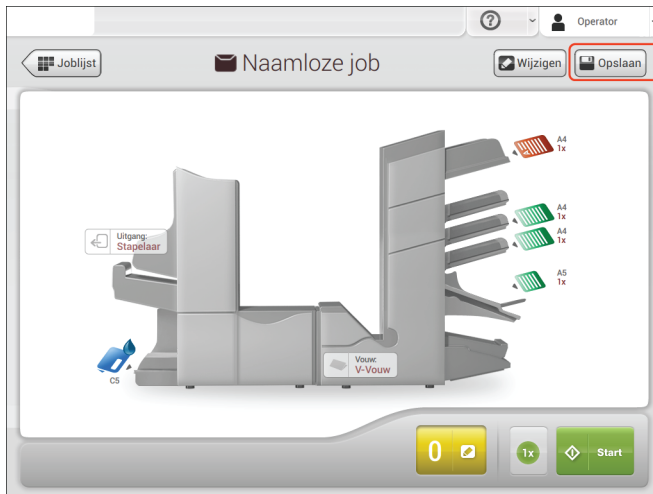 ?
Operator
Joblijst
Naamloze job
Wijzigen
Opslaan
A4
1x
A4
1x
A4
1x
Uitgang:
Stapelaar
A5
1x
Vouw:
V-Vouw
C5
0
1x
Start